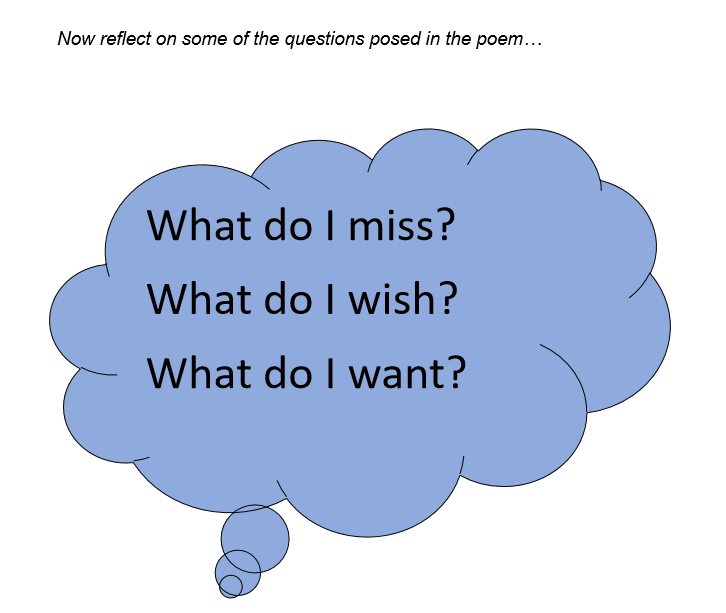 Now reflect on some of the questions posed in the poem…
What do I miss?
What do I wish?
What do I want?